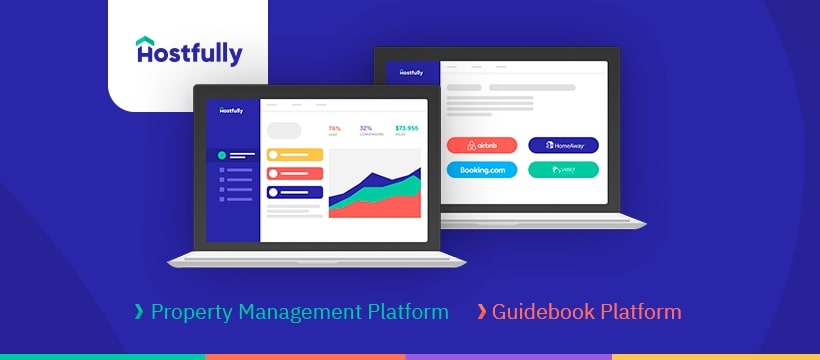 Hostfully
Hostfully
74%
32%
$73.955
LEAD
CONVERSIONS
SALES
Hostfully
airbnb
HomeAway
Booking.com
❯ Property Management Platform
❯ Guidebook Platform